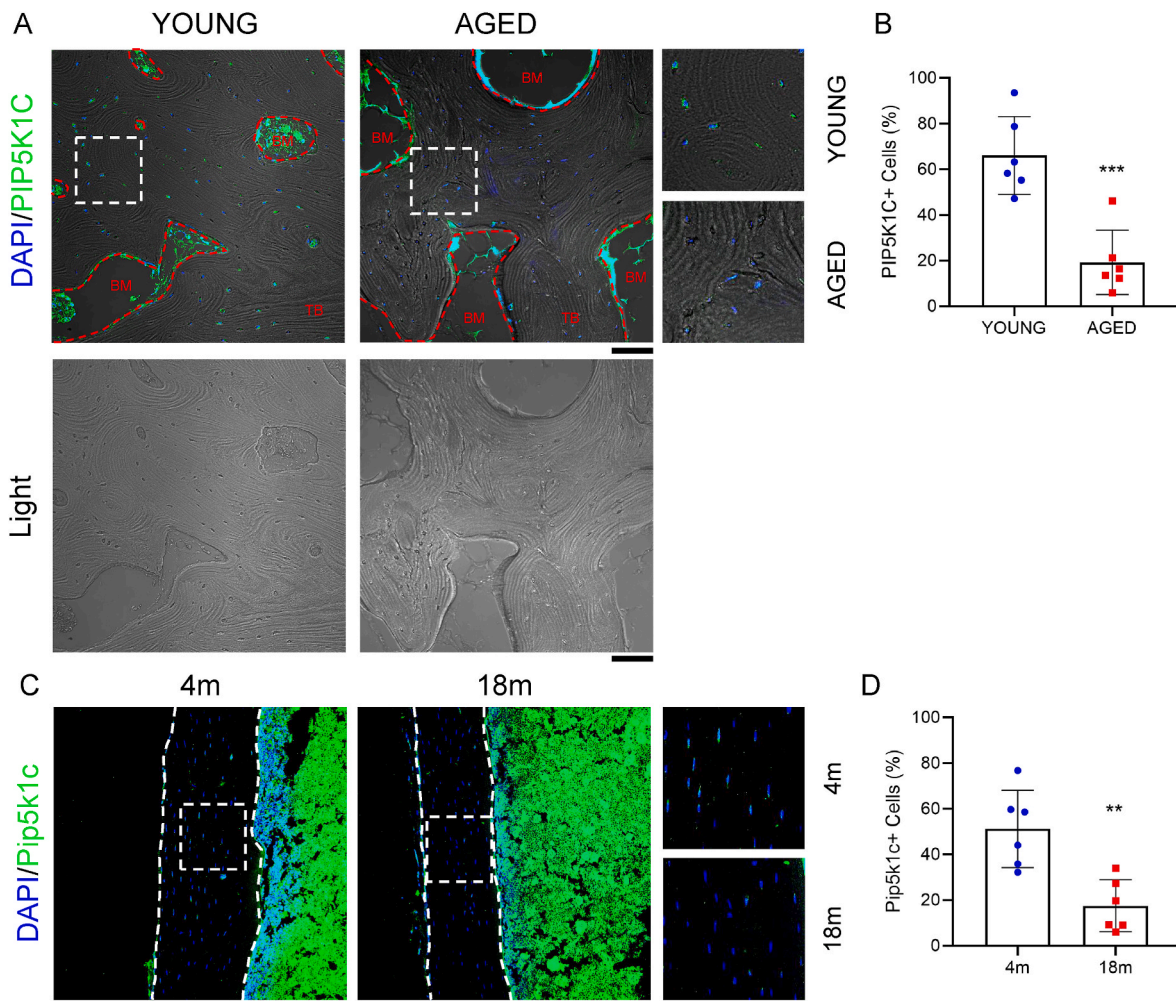 A
YOUNG
AGED
DAPI/PIP5K1C
BM
BM
TB
BM
BM
BM
TB
BM
YOUNG
AGED
B
PIP5K1C+ Cells (%)
100
80
60
40
20
0
***
YOUNG
AGED
Light
C
4m
18m
DAPI/Pip5k1c
4m
18m
D
Pip5k1c+ Cells (%)
100
80
60
40
20
0
**
4m
18m